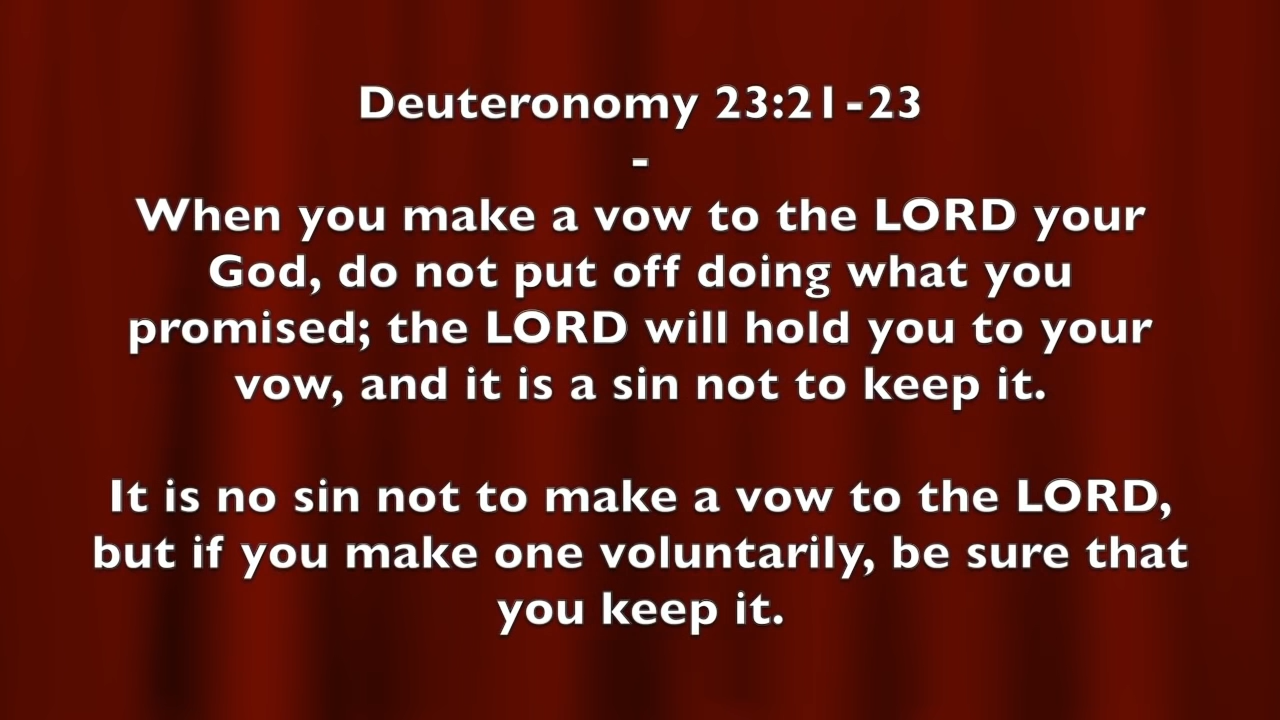 Deuteronomy 23:21-23
-
When you make a vow to the LORD your
God, do not put off doing what you
promised; the LORD will hold you to your
vow, and it is a sin not to keep it.
It is no sin not to make a vow to the LORD,
but if you make one voluntarily, be sure that
you keep it.